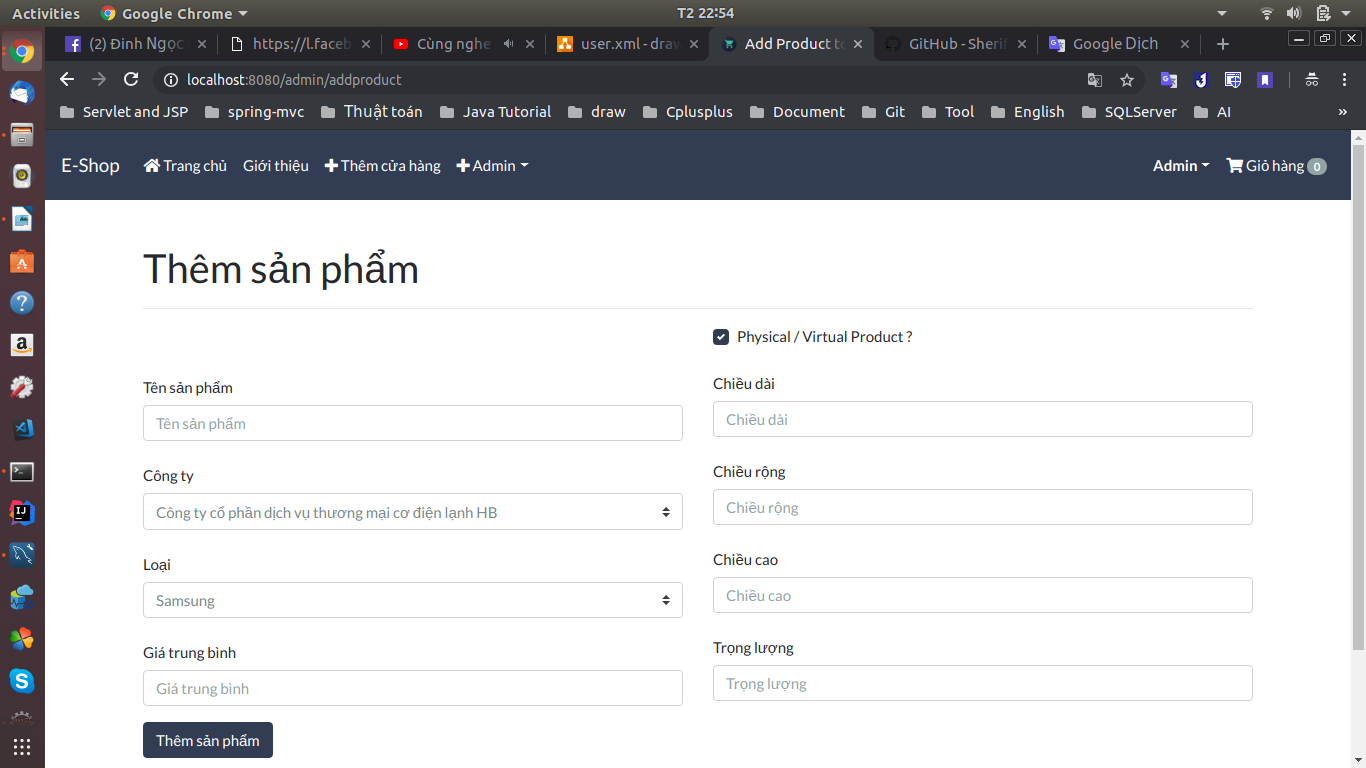 Activities Google Chrome T2 22:54
(2) Đinh Ngọc https://l.faceb Cùng nghe user.xml - draw Add Product to GitHub - Sherif Google Dịch
localhost:8080/admin/addproduct
Servlet and JSP spring-mvc Thuật toán Java Tutorial draw Cplusplus Document Git Tool English SQLServer AI »
E-Shop Trang chủ Giới thiệu Thêm cửa hàng Admin Admin Giỏ hàng 0
Thêm sản phẩm
Physical / Virtual Product ?
Tên sản phẩm
Tên sản phẩm
Công ty
Công ty cổ phần dịch vụ thương mại cơ điện lạnh HB
Loại
Samsung
Giá trung bình
Giá trung bình
Thêm sản phẩm
Chiều dài
Chiều dài
Chiều rộng
Chiều rộng
Chiều cao
Chiều cao
Trọng lượng
Trọng lượng